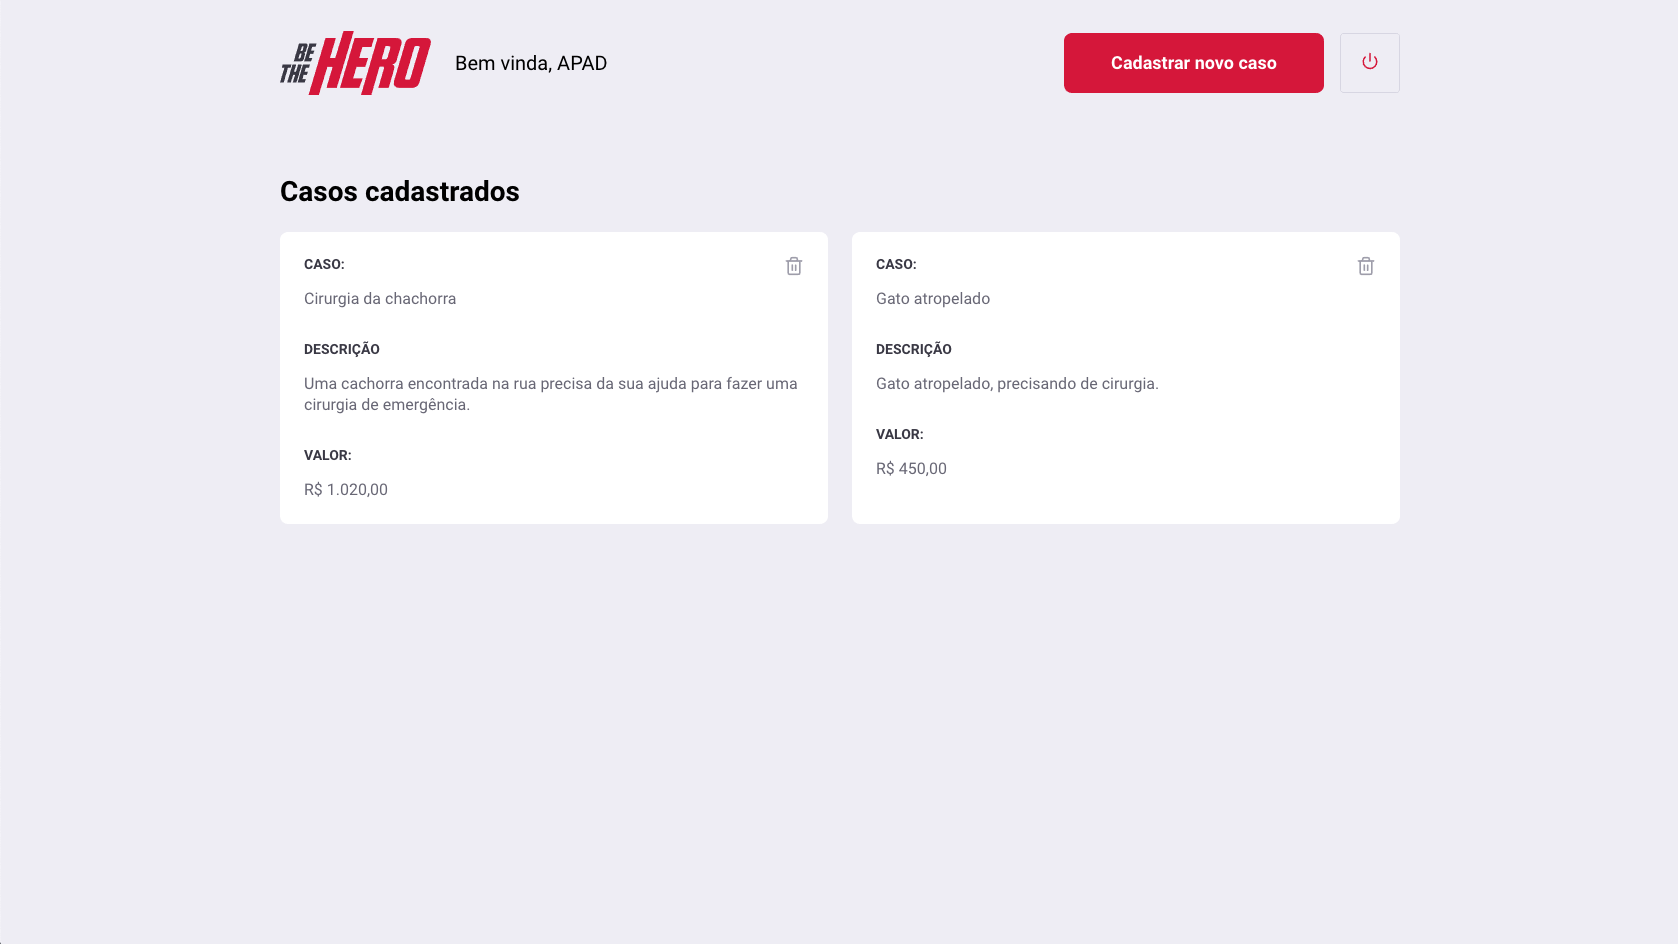 BE THE HERO
Bem vinda, APAD
Cadastrar novo caso
Casos cadastrados
CASO:
Cirurgia da chachorra
DESCRIÇÃO
Uma cachorra encontrada na rua precisa da sua ajuda para fazer uma
cirurgia de emergência.
VALOR:
R$ 1.020,00
CASO:
Gato atropelado
DESCRIÇÃO
Gato atropelado, precisando de cirurgia.
VALOR:
R$ 450,00